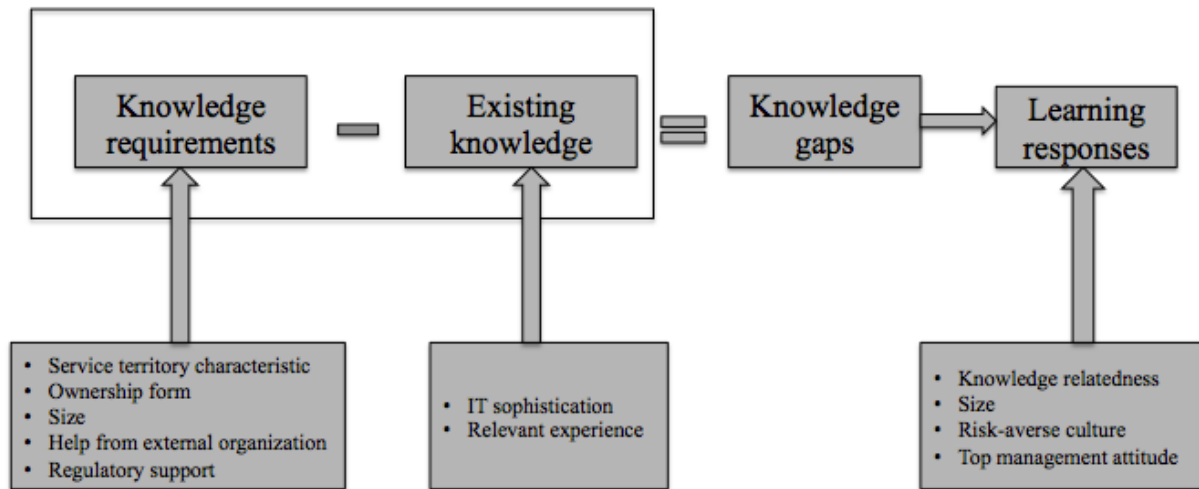 Knowledge
requirements
Existing
knowledge
Knowledge
gaps
Learning
responses
• Service territory characteristic
• Ownership form
• Size
• Help from external organization
• Regulatory support
• IT sophistication
• Relevant experience
• Knowledge relatedness
• Size
• Risk-averse culture
• Top management attitude